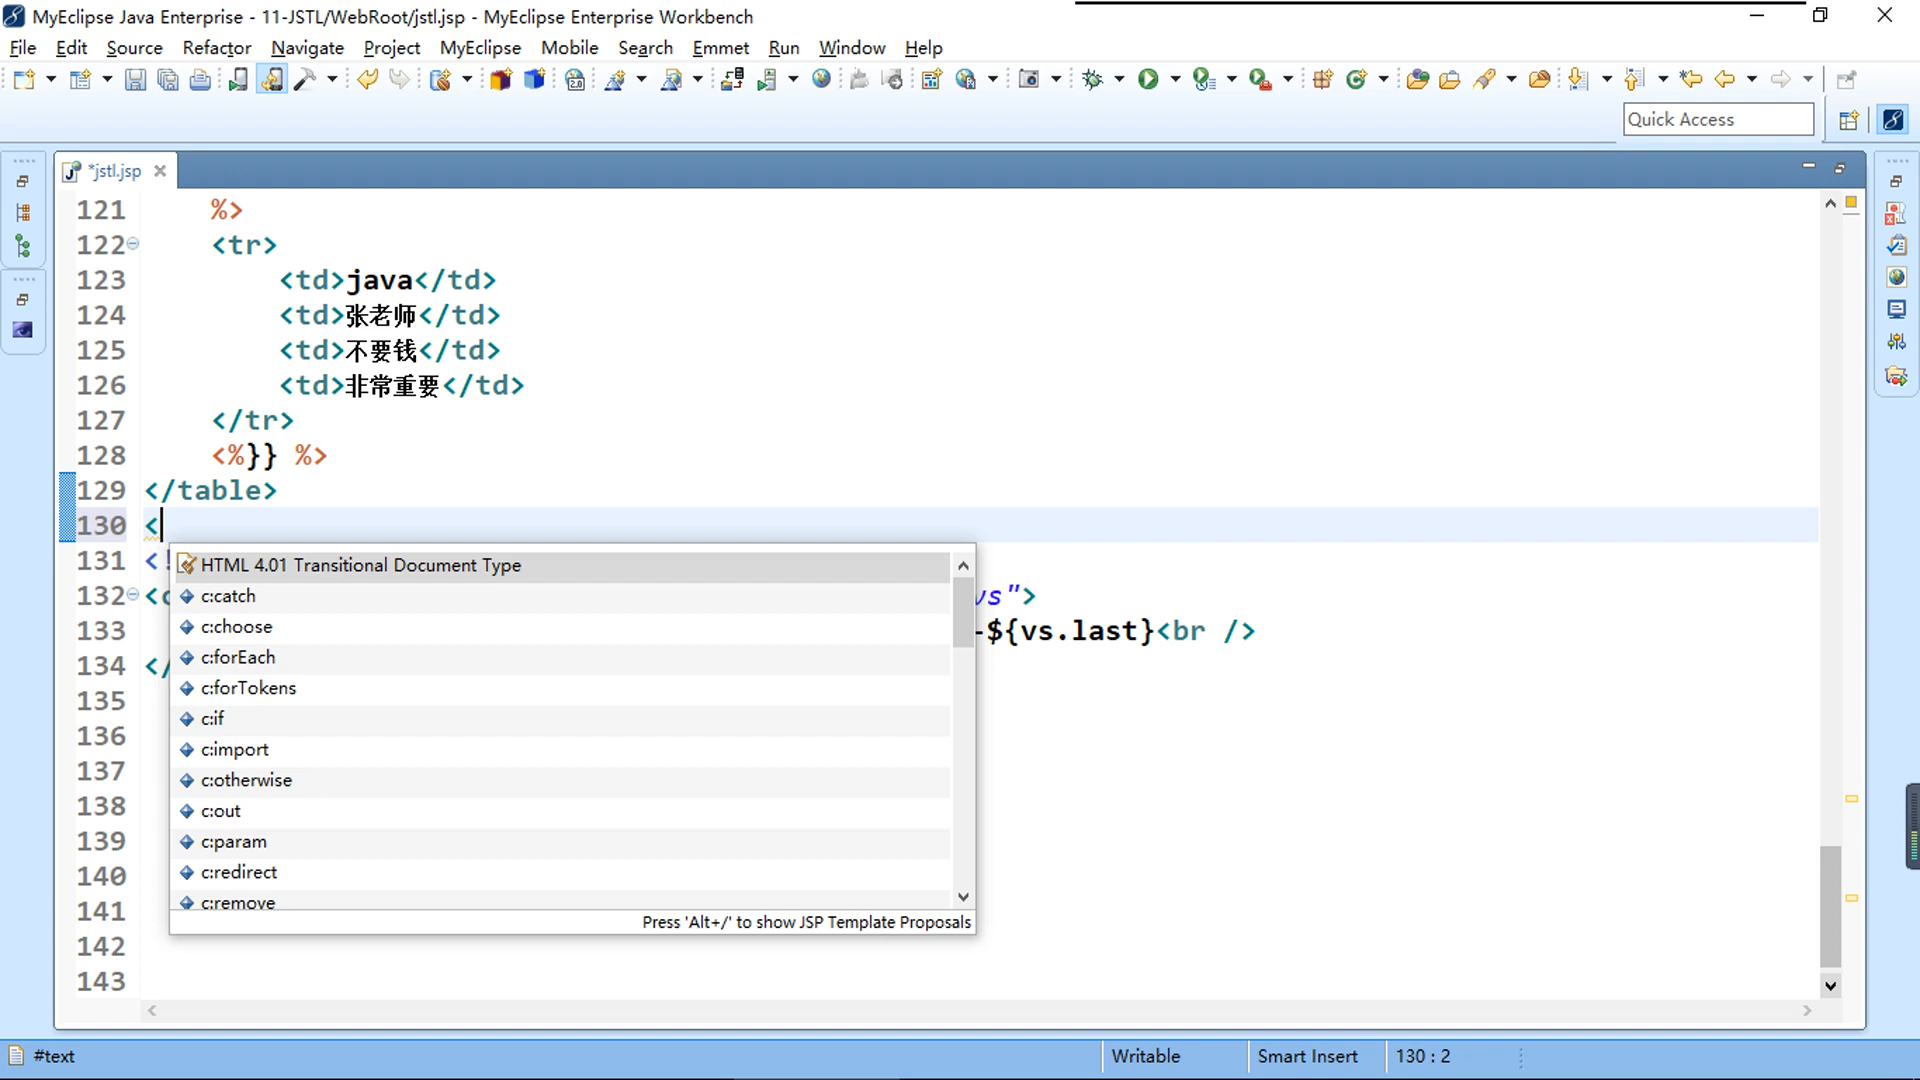 MyEclipse Java Enterprise - 11-JSTL/WebRoot/jstl.jsp - MyEclipse Enterprise Workbench
File Edit Source Refactor Navigate Project MyEclipse Mobile Search Emmet Run Window Help
Quick Access
*jstl.jsp
121 %>
122 <tr>
123 <td>java</td>
124 <td>张老师</td>
125 <td>不要钱</td>
126 <td>非常重要</td>
127 </tr>
128 <%}} %>
129 </table>
130 <
131 <!
HTML 4.01 Transitional Document Type
c:catch
132 <c vs">
c:choose
133 -${vs.last}<br />
c:forEach
134 </
c:forTokens
135
c:if
136
c:import
137
c:otherwise
138
c:out
139
c:param
140
c:redirect
141
c:remove
Press 'Alt+/' to show JSP Template Proposals
142
143
#text Writable Smart Insert 130 : 2